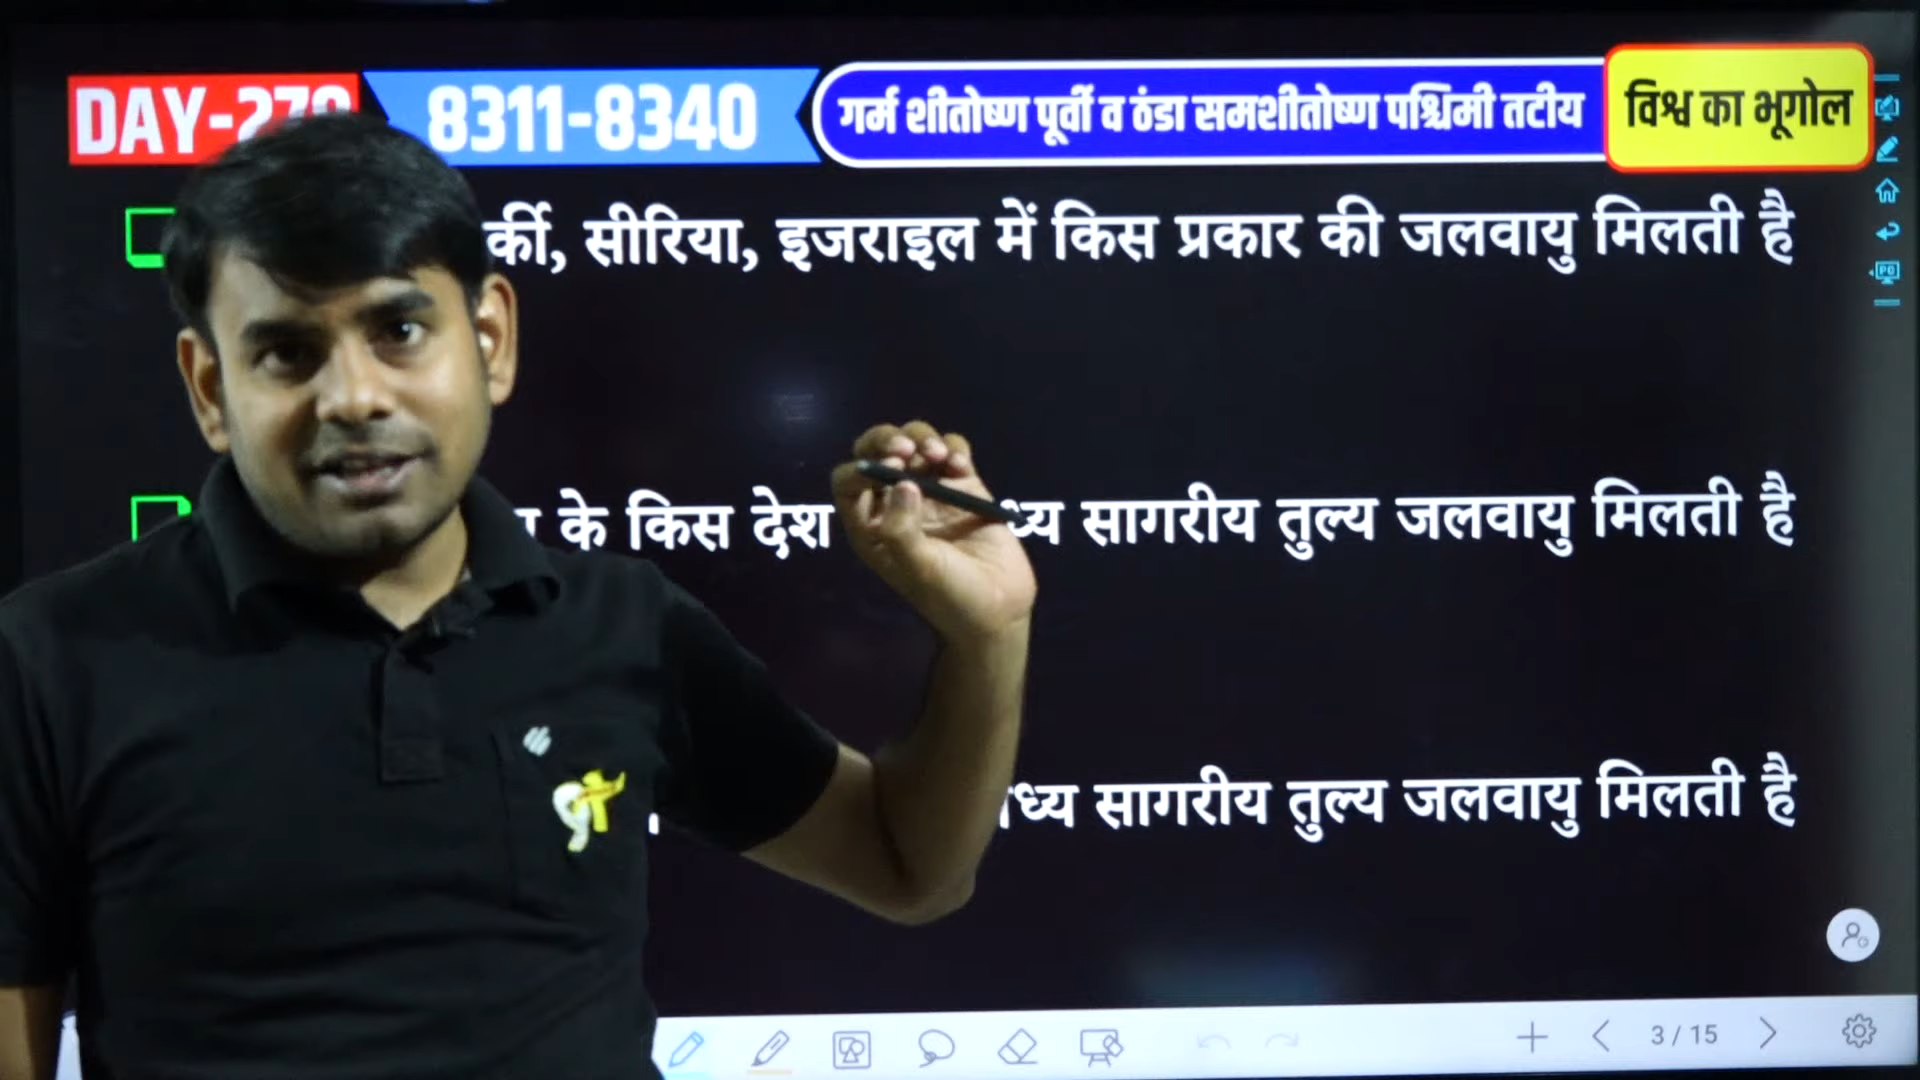 8311-8340
गर्म शीतोष्ण पूर्वी व ठंडा समशीतोष्ण पश्चिमी तटीय
विश्व का भूगोल
सीरिया, इजराइल में किस प्रकार की जलवायु मिलती है
के किस देश सागरीय तुल्य जलवायु मिलती है
सागरीय तुल्य जलवायु मिलती है
3 / 15